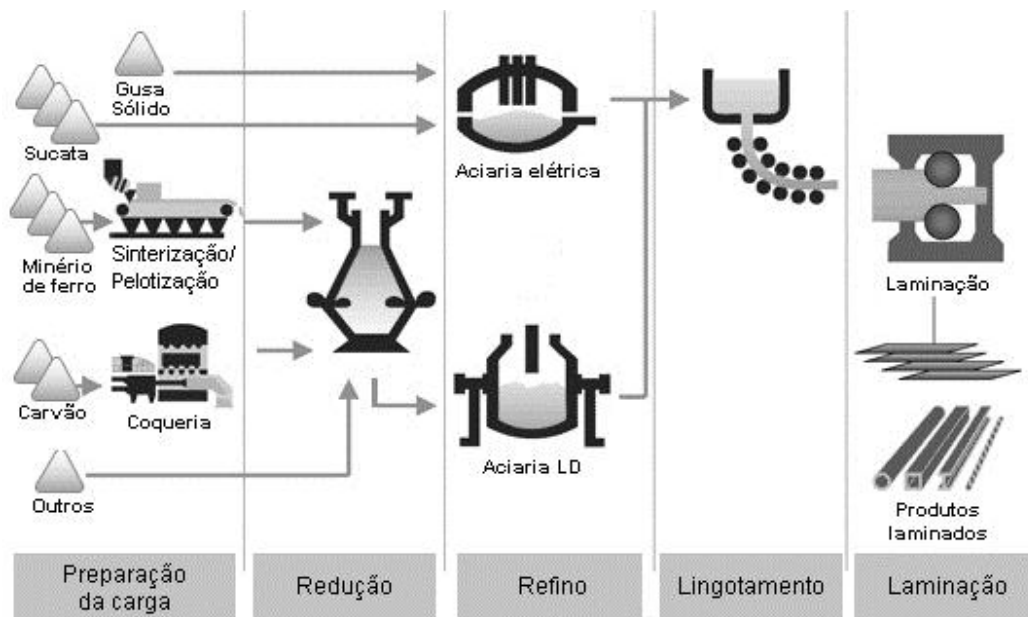 Gusa
Sólido
Sucata
Minério
de ferro
Sinterização/
Pelotização
Carvão
Coqueria
Outros
Aciaria elétrica
Aciaria LD
Laminação
Produtos
laminados
Preparação
da carga
Redução
Refino
Lingotamento
Laminação